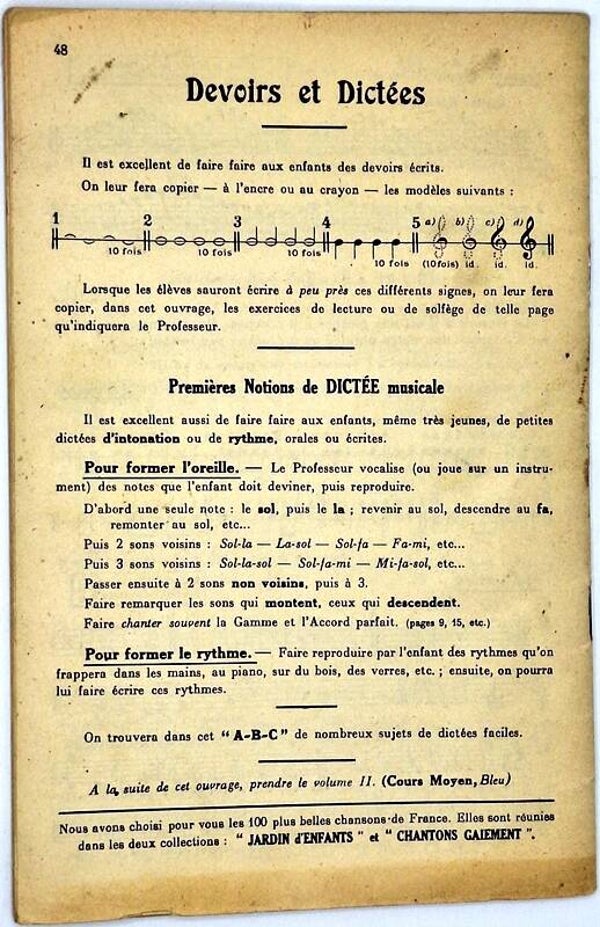 48
Devoirs et Dictées
Il est excellent de faire faire aux enfants des devoirs écrits.
On leur fera copier — à l'encre ou au crayon — les modèles suivants :
1 2 3 4 5 a) b) c) d)
10 fois 10 fois 10 fois 10 fois (10 fois) id. id. id.
Lorsque les élèves sauront écrire à peu près ces différents signes, on leur fera
copier, dans cet ouvrage, les exercices de lecture ou de solfège de telle page
qu'indiquera le Professeur.
Premières Notions de DICTÉE musicale
Il est excellent aussi de faire faire aux enfants, même très jeunes, de petites
dictées d'intonation ou de rythme, orales ou écrites.
Pour former l'oreille. — Le Professeur vocalise (ou joue sur un instru-
ment) des notes que l'enfant doit deviner, puis reproduire.
D'abord une seule note : le sol, puis le la ; revenir au sol, descendre au fa,
remonter au sol, etc...
Puis 2 sons voisins : Sol-la — La-sol — Sol-fa — Fa-mi, etc...
Puis 3 sons voisins : Sol-la-sol — Sol-fa-mi — Mi-fa-sol, etc...
Passer ensuite à 2 sons non voisins, puis à 3.
Faire remarquer les sons qui montent, ceux qui descendent.
Faire chanter souvent la Gamme et l'Accord parfait. (pages 9, 15, etc.)
Pour former le rythme. — Faire reproduire par l'enfant des rythmes qu'on
frappera dans les mains, au piano, sur du bois, des verres, etc. ; ensuite, on pourra
lui faire écrire ces rythmes.
On trouvera dans cet "A-B-C" de nombreux sujets de dictées faciles.
A la suite de cet ouvrage, prendre le volume II. (Cours Moyen, Bleu)
Nous avons choisi pour vous les 100 plus belles chansons de France. Elles sont réunies
dans les deux collections : " JARDIN d'ENFANTS " et " CHANTONS GAIEMENT ".